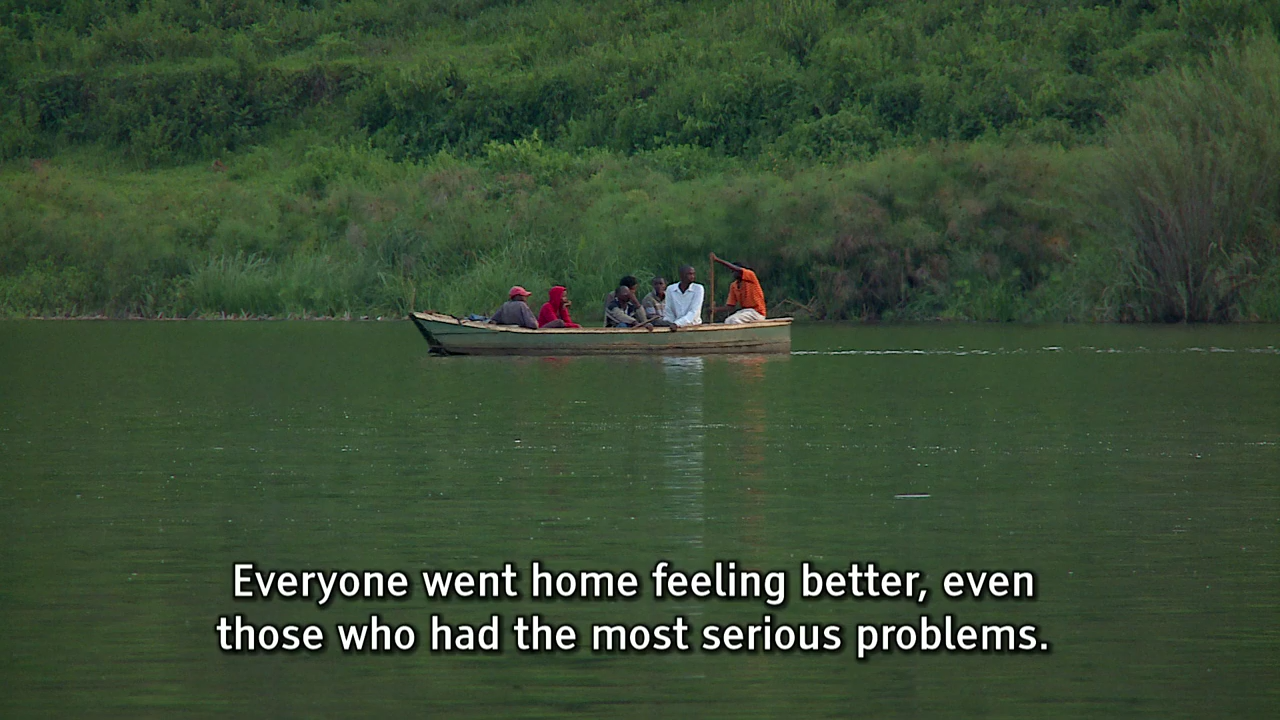 Everyone went home feeling better, even
those who had the most serious problems.